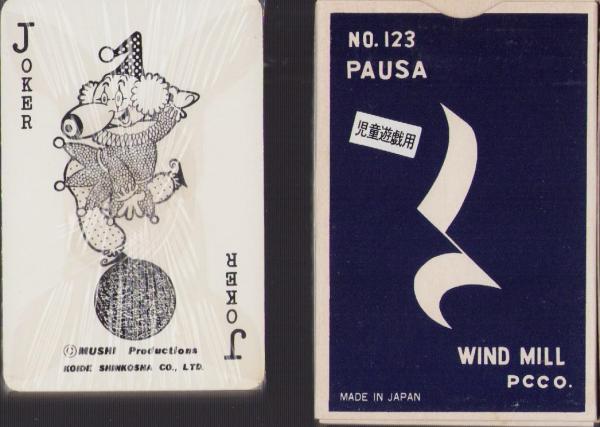 JOKER
JOKER
©MUSHI Productions
KOIDE SHINKOSHA CO., LTD.
NO.123
PAUSA
児童遊戯用
WIND MILL
PCCO.
MADE IN JAPAN